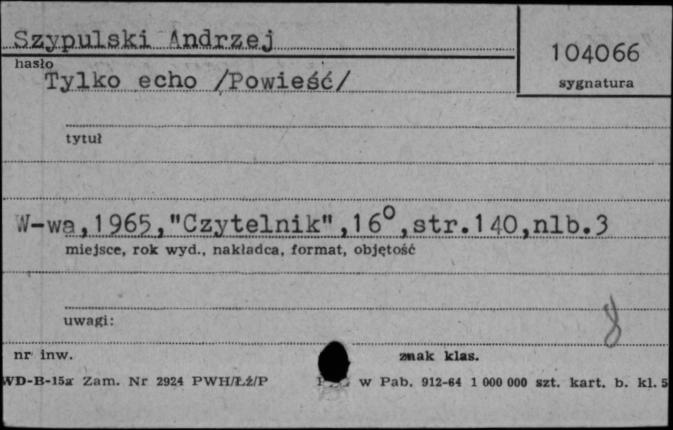 Szypulski Andrzej
104066
hasło
sygnatura
Tylko echo /Powieść/
tytuł
W-wa,1965,"Czytelnik",16°,str.140,nlb.3
miejsce, rok wyd., nakładca, format, objętość
uwagi:
8
nr inw.
znak klas.
WD-B-15a Zam. Nr 2924 PWH/Łż/P w Pab. 912-64 1 000 000 szt. kart. b. kl. 5